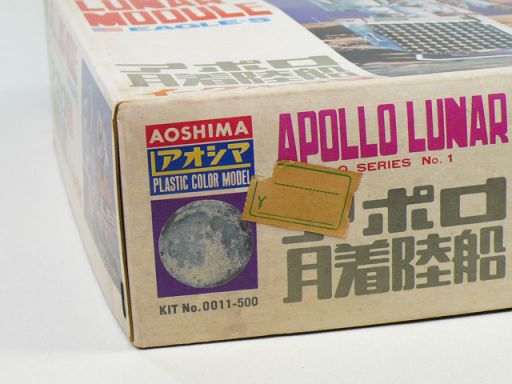 LUNAR
MODULE
EAGLE-5
アポロ
月着陸船
AOSHIMA
アオシマ
PLASTIC COLOR MODEL
KIT No. 0011-500
APOLLO LUNAR
O SERIES No. 1
¥
アポロ
月着陸船